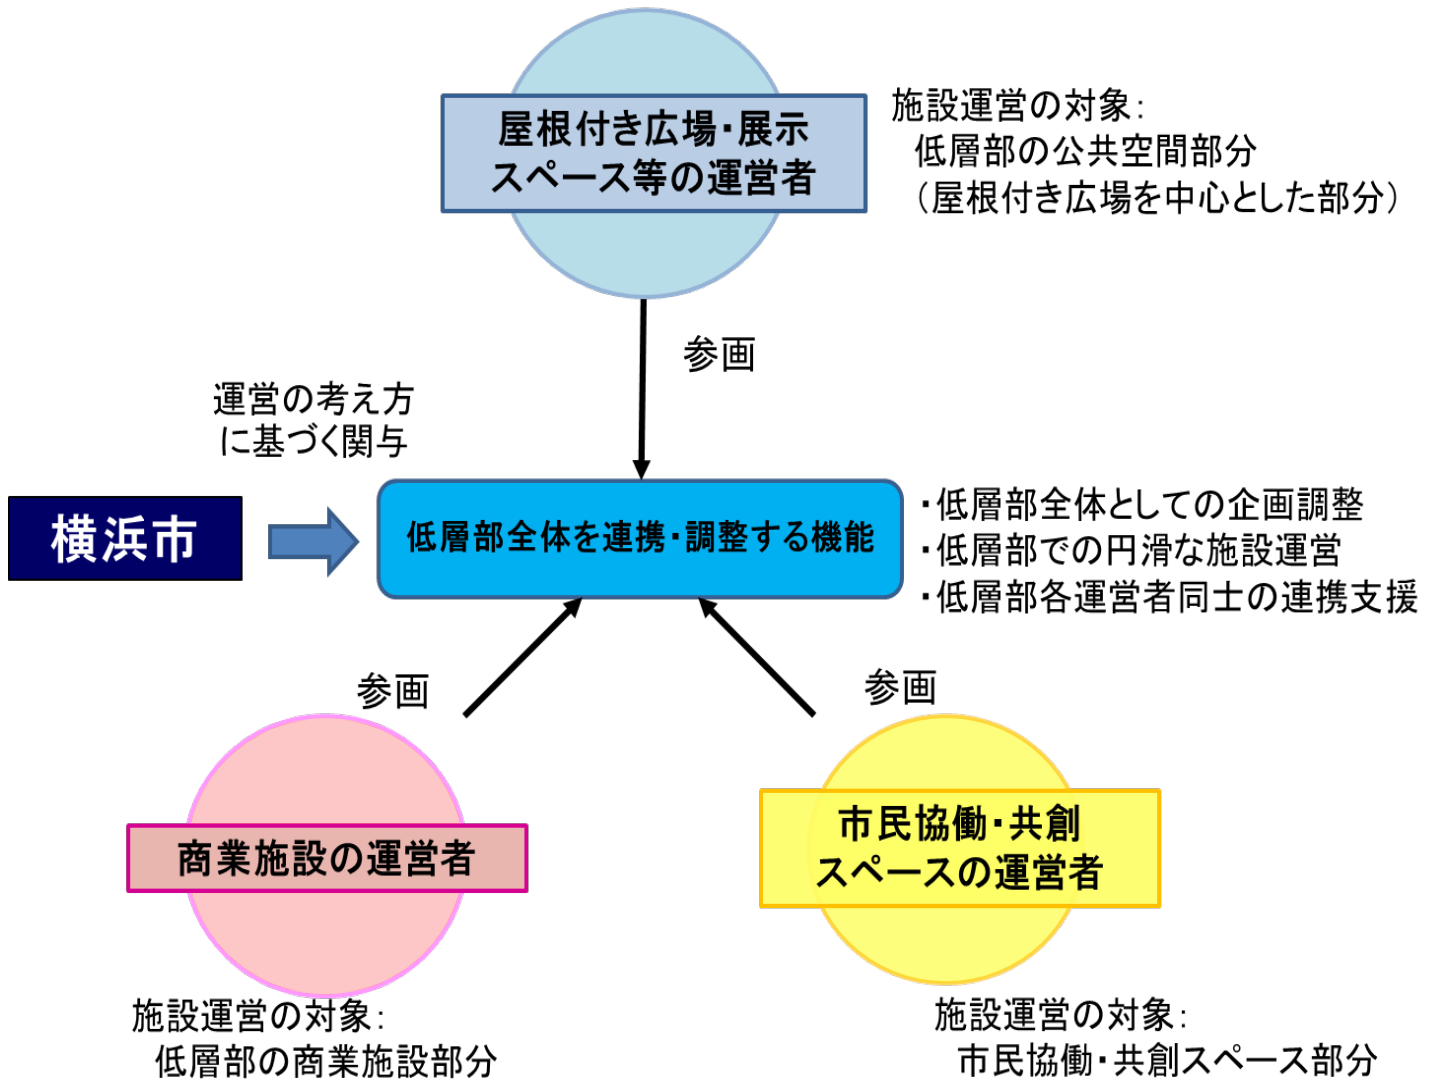 屋根付き広場・展示
スペース等の運営者
施設運営の対象：
低層部の公共空間部分
（屋根付き広場を中心とした部分）
参画
運営の考え方
に基づく関与
横浜市
低層部全体を連携・調整する機能
・低層部全体としての企画調整
・低層部での円滑な施設運営
・低層部各運営者同士の連携支援
参画
参画
商業施設の運営者
市民協働・共創
スペースの運営者
施設運営の対象：
低層部の商業施設部分
施設運営の対象：
市民協働・共創スペース部分